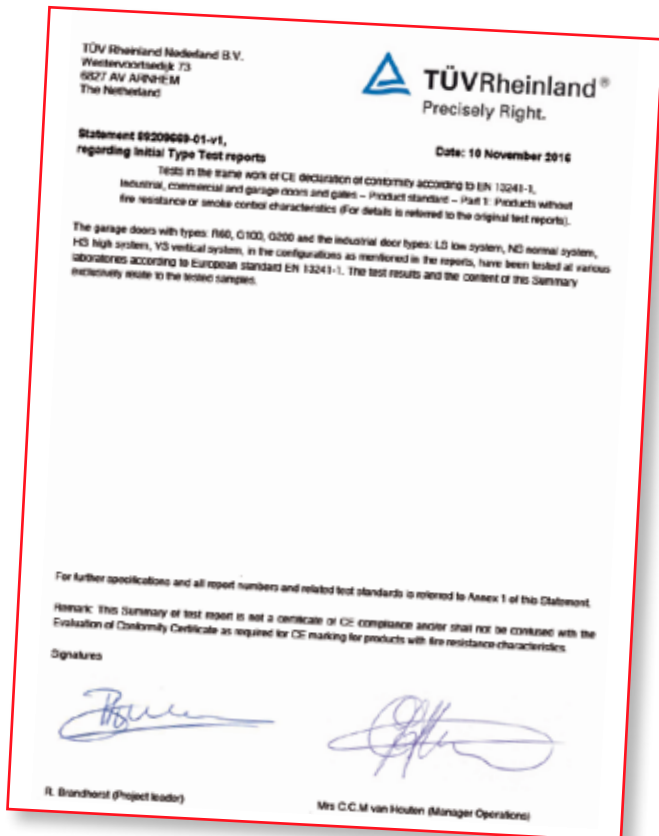 TÜV Rheinland Nederland B.V.
Westervoortsedijk 73
6827 AV ARNHEM
The Netherland
TÜVRheinland®
Precisely Right.
Statement 89209669-01-v1,
regarding Initial Type Test reports
Date: 10 November 2016
Tests in the frame work of CE declaration of conformity according to EN 13241-1,
Industrial, commercial and garage doors and gates – Product standard – Part 1: Products without
fire resistance or smoke control characteristics (For details is referred to the original test reports).
The garage doors with types: R60, G100, G200 and the industrial door types: LS low system, NS normal system,
HS high system, VS vertical system, in the configurations as mentioned in the reports, have been tested at various
laboratories according to European standard EN 13241-1. The test results and the content of this Summary
exclusively relate to the tested samples.
For further specifications and all report numbers and related test standards is referred to Annex 1 of this Statement.
Remark: This Summary of test report is not a certificate of CE compliance and/or shall not be confused with the
Evaluation of Conformity Certificate as required for CE marking for products with fire resistance characteristics
Signatures
R. Brandhorst (Project leader)
Mrs C.C.M van Houten (Manager Operations)